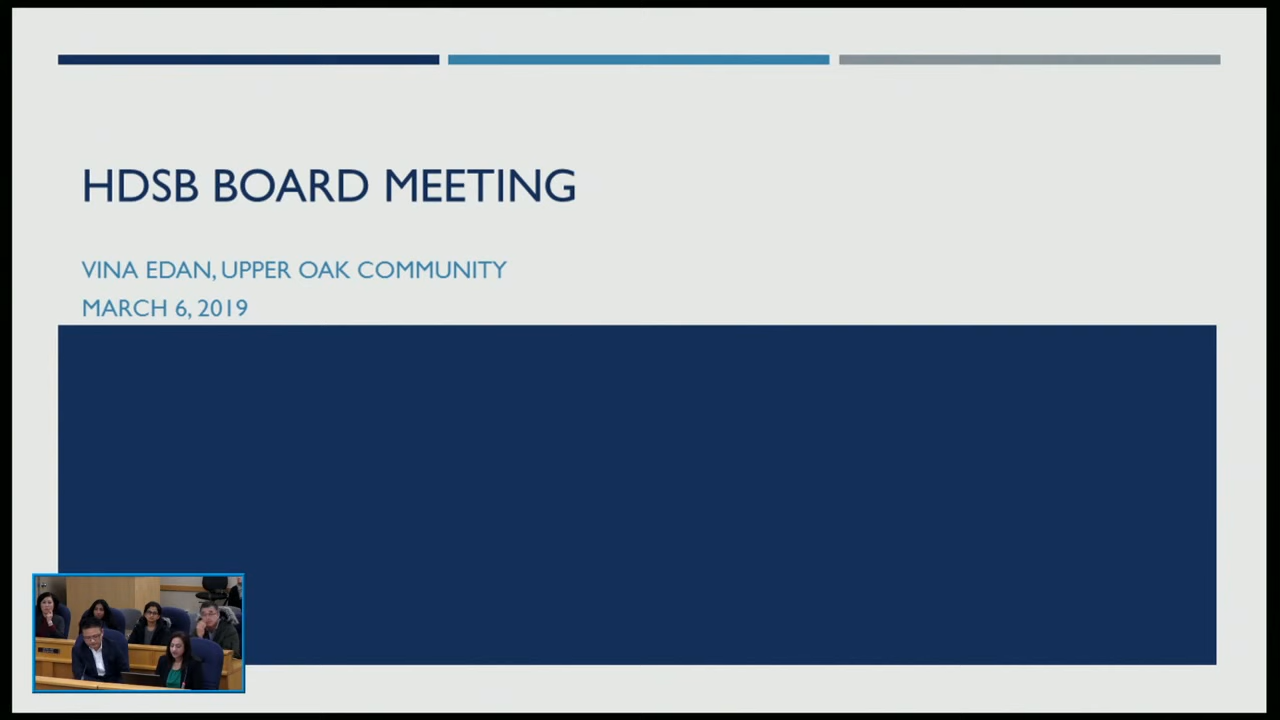 HDSB BOARD MEETING
VINA EDAN, UPPER OAK COMMUNITY
MARCH 6, 2019